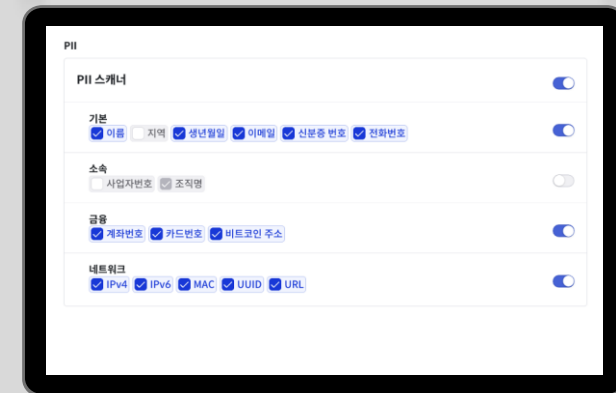 PII
PII 스캐너
기본
이름 지역 생년월일 이메일 신분증 번호 전화번호
소속
사업자번호 조직명
금융
계좌번호 카드번호 비트코인 주소
네트워크
IPv4 IPv6 MAC UUID URL